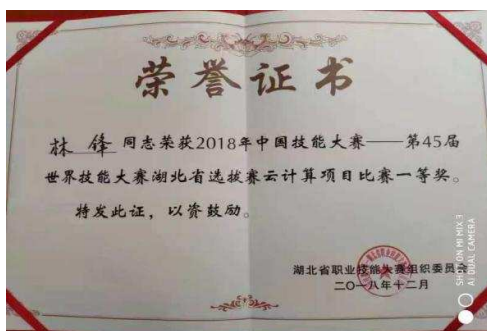 荣誉证书
林锋 同志荣获2018年中国技能大赛——第45届
世界技能大赛湖北省选拔赛云计算项目比赛一等奖。
特发此证，以资鼓励。
湖北省职业技能大赛组织委员会
二〇一八年十二月
SHOT ON MI MIX 3
AI DUAL CAMERA